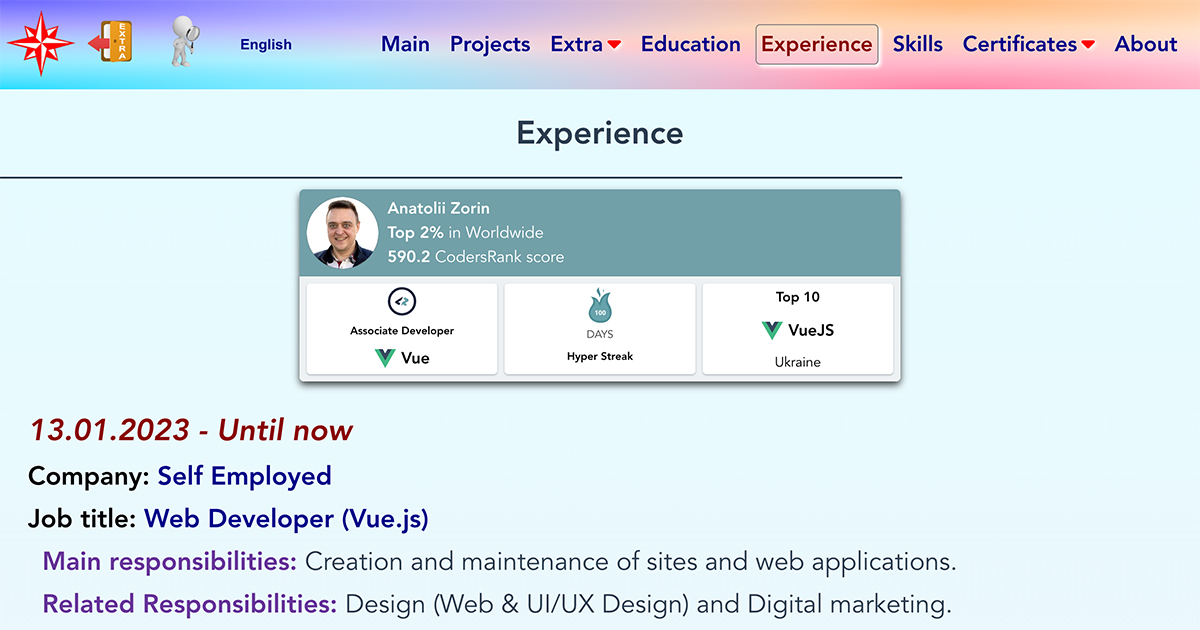 EXTRA
English
Main Projects Extra Education Experience Skills Certificates About
Experience
Anatolii Zorin
Top 2% in Worldwide
590.2 CodersRank score
Associate Developer
Vue
100
DAYS
Hyper Streak
Top 10
VueJS
Ukraine
13.01.2023 - Until now
Company: Self Employed
Job title: Web Developer (Vue.js)
Main responsibilities: Creation and maintenance of sites and web applications.
Related Responsibilities: Design (Web & UI/UX Design) and Digital marketing.